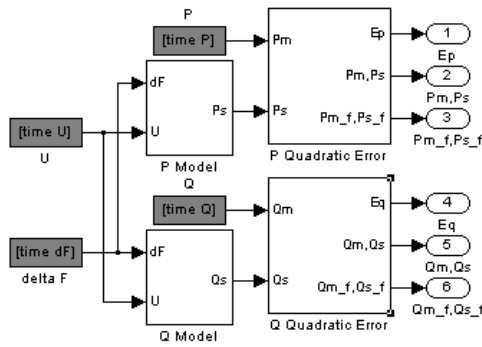 P
[time P]
Pm
Ep
1
Ep
dF
Pm,Ps
2
Pm,Ps
Ps
Ps
[time U]
U
Pm_f,Ps_f
3
Pm_f,Ps_f
U
P Model
P Quadratic Error
Q
[time Q]
Qm
Eq
4
Eq
[time dF]
dF
Qm,Qs
5
Qm,Qs
delta F
Qs
Qs
U
Qm_f,Qs_f
6
Qm_f,Qs_f
Q Model
Q Quadratic Error